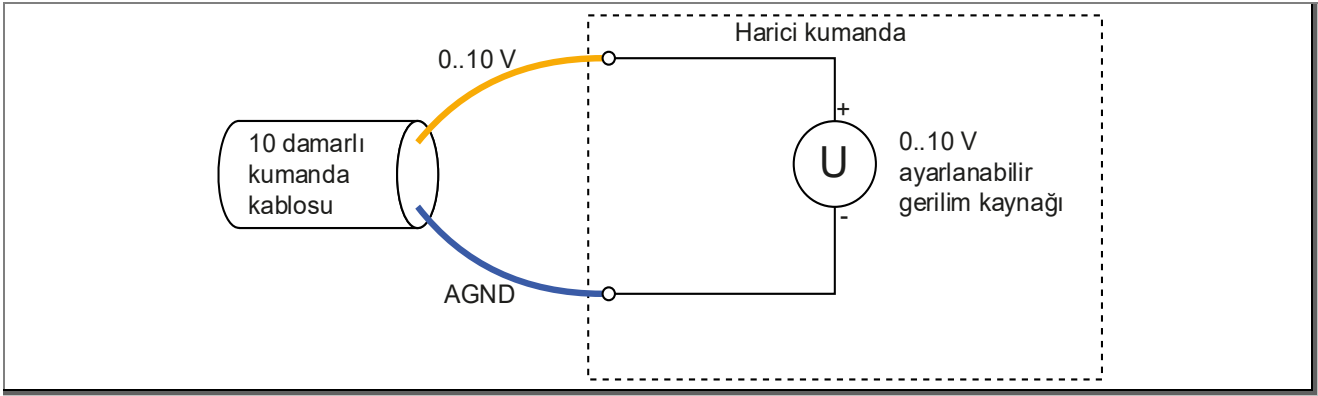 Harici kumanda
0..10 V
10 damarlı
kumanda
kablosu
+
U
-
0..10 V
ayarlanabilir
gerilim kaynağı
AGND